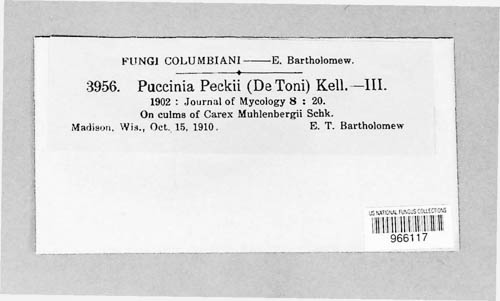 FUNGI COLUMBIANI——E. Bartholomew.
3956. Puccinia Peckii (De Toni) Kell.—III.
1902 : Journal of Mycology 8 : 20.
On culms of Carex Muhlenbergii Schk.
Madison, Wis., Oct. 15, 1910. E. T. Bartholomew
US NATIONAL FUNGUS COLLECTIONS
966117